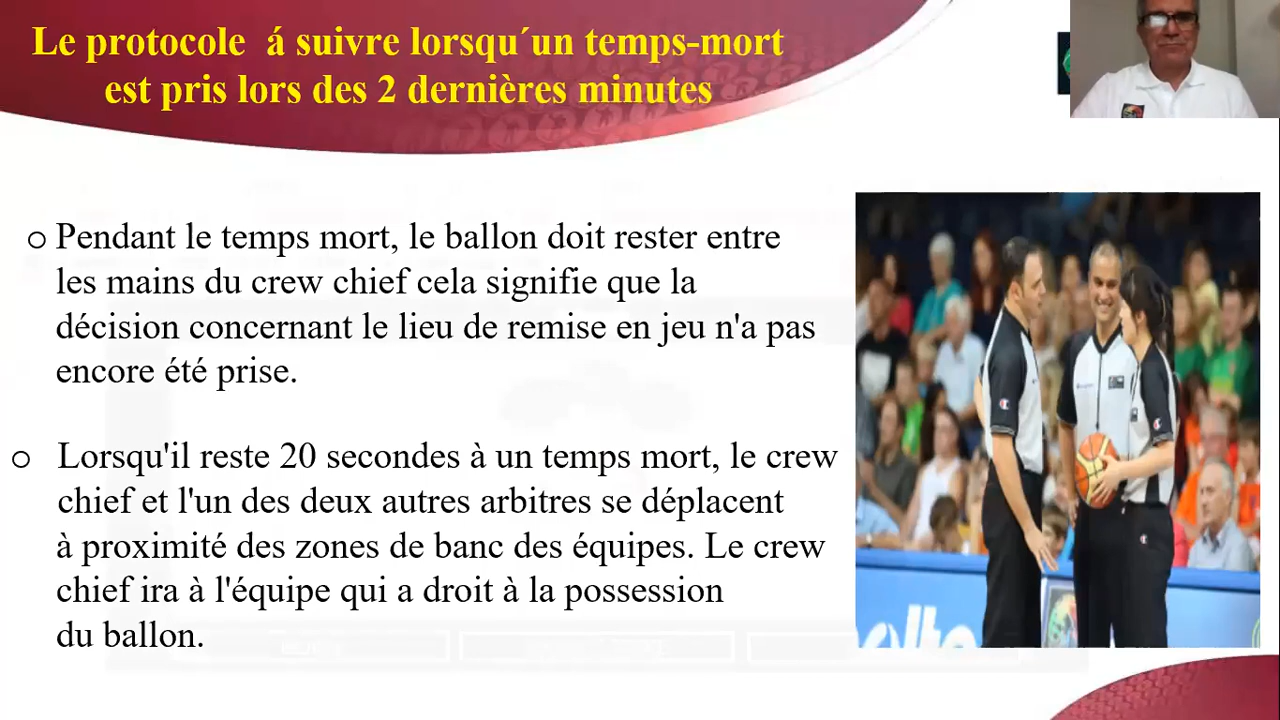 Le protocole á suivre lorsqu´un temps-mort
est pris lors des 2 dernières minutes
o Pendant le temps mort, le ballon doit rester entre
les mains du crew chief cela signifie que la
décision concernant le lieu de remise en jeu n'a pas
encore été prise.
o Lorsqu'il reste 20 secondes à un temps mort, le crew
chief et l'un des deux autres arbitres se déplacent
à proximité des zones de banc des équipes. Le crew
chief ira à l'équipe qui a droit à la possession
du ballon.